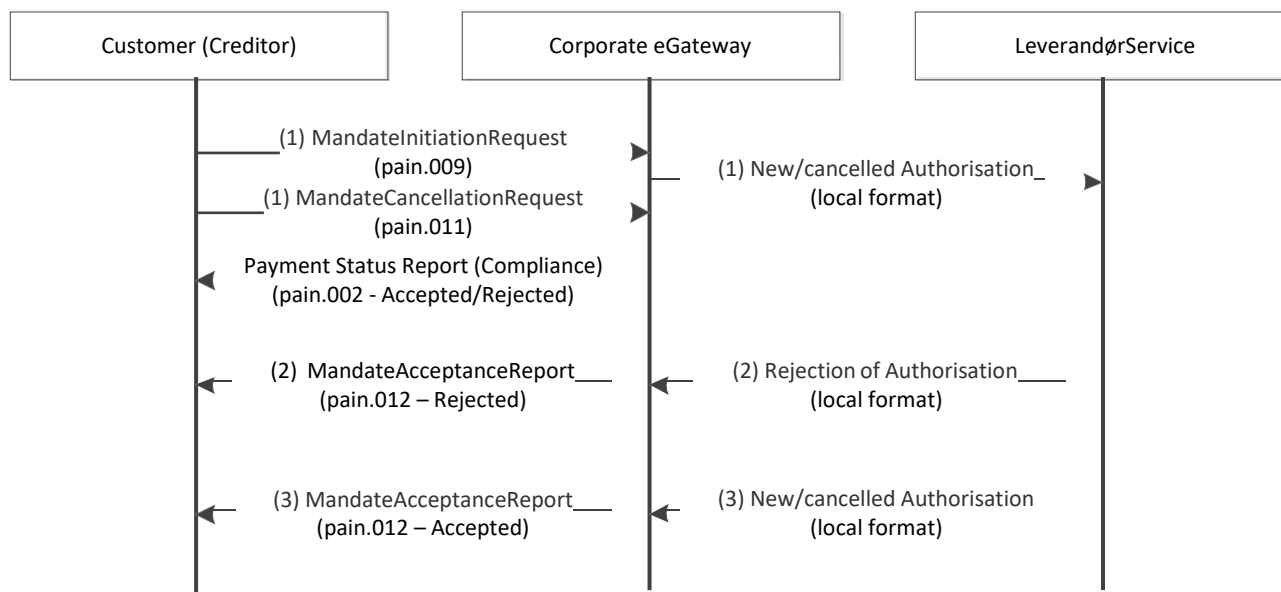 Customer (Creditor)
Corporate eGateway
LeverandørService
(1) MandateInitiationRequest
(pain.009)
(1) New/cancelled Authorisation
(local format)
(1) MandateCancellationRequest
(pain.011)
Payment Status Report (Compliance)
(pain.002 - Accepted/Rejected)
(2) MandateAcceptanceReport
(pain.012 – Rejected)
(2) Rejection of Authorisation
(local format)
(3) MandateAcceptanceReport
(pain.012 – Accepted)
(3) New/cancelled Authorisation
(local format)